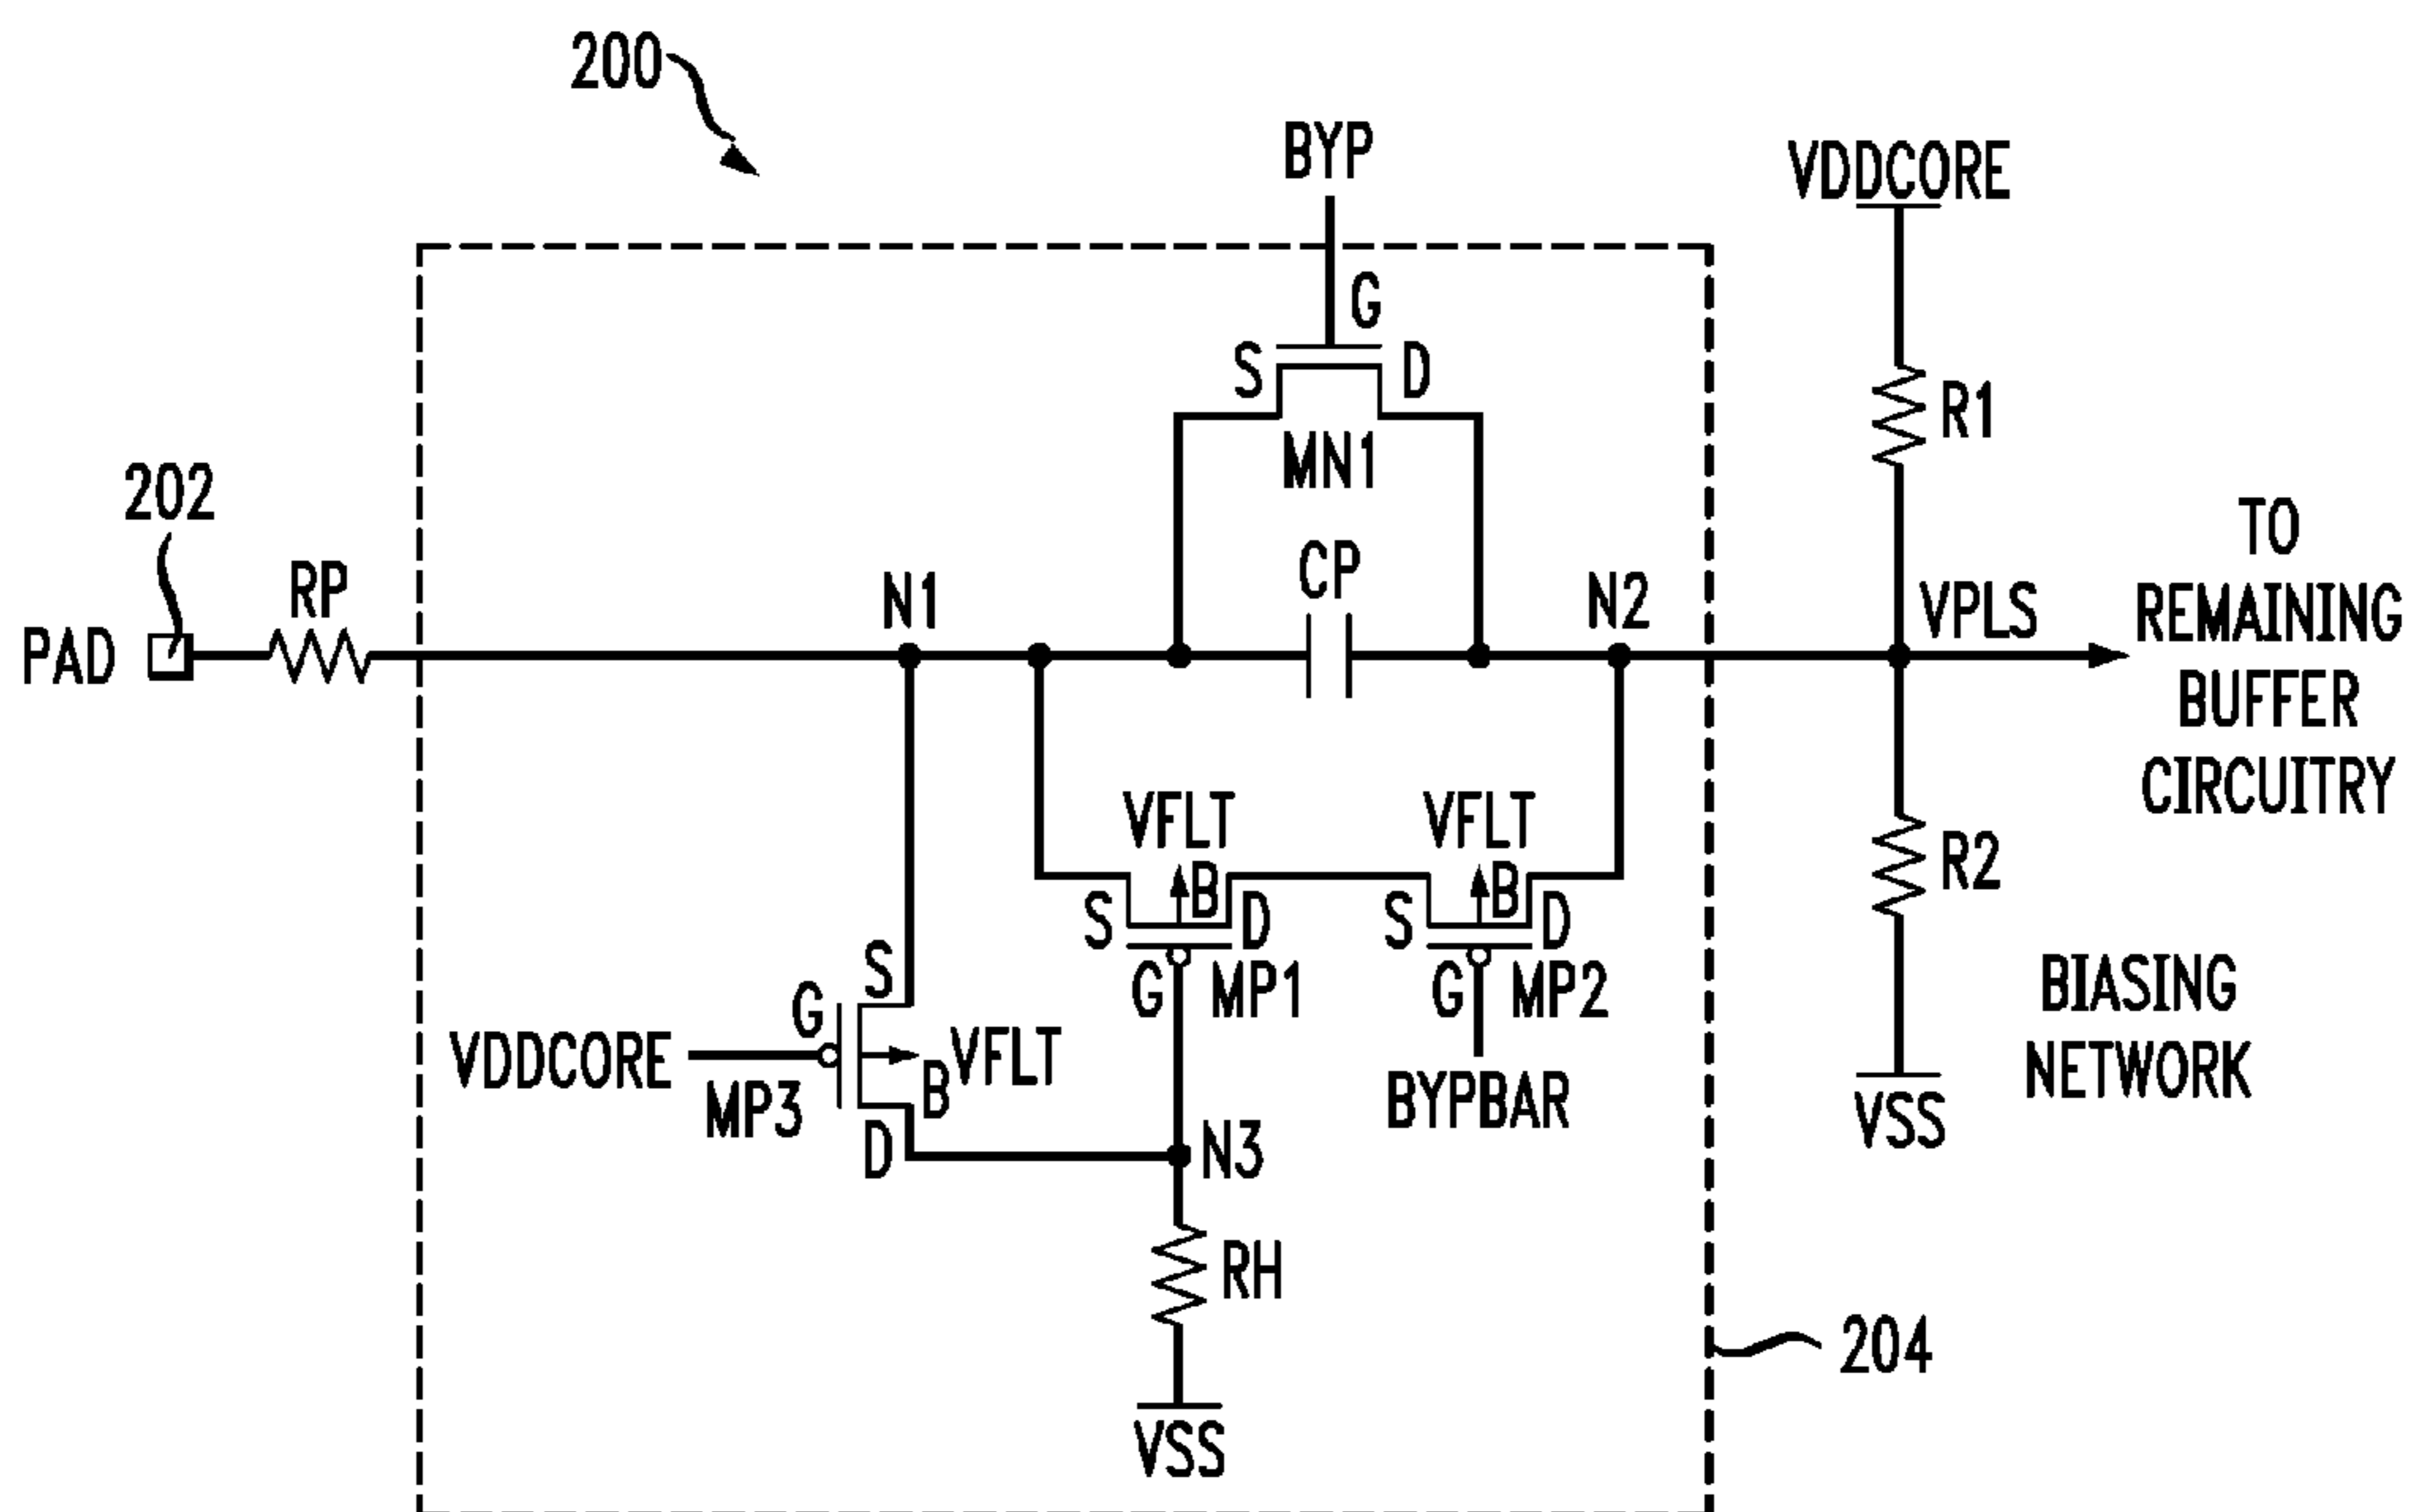 200
BYP
VDDCORE
G
S
D
R1
MN1
202
TO
REMAINING
BUFFER
CIRCUITRY
CP
RP
N1
N2
VPLS
PAD
VFLT
VFLT
B
B
R2
S
D
S
D
G
MP1
G
MP2
S
G
VDDCORE
VFLT
MP3
B
BYPBAR
BIASING
NETWORK
VSS
D
N3
RH
204
VSS